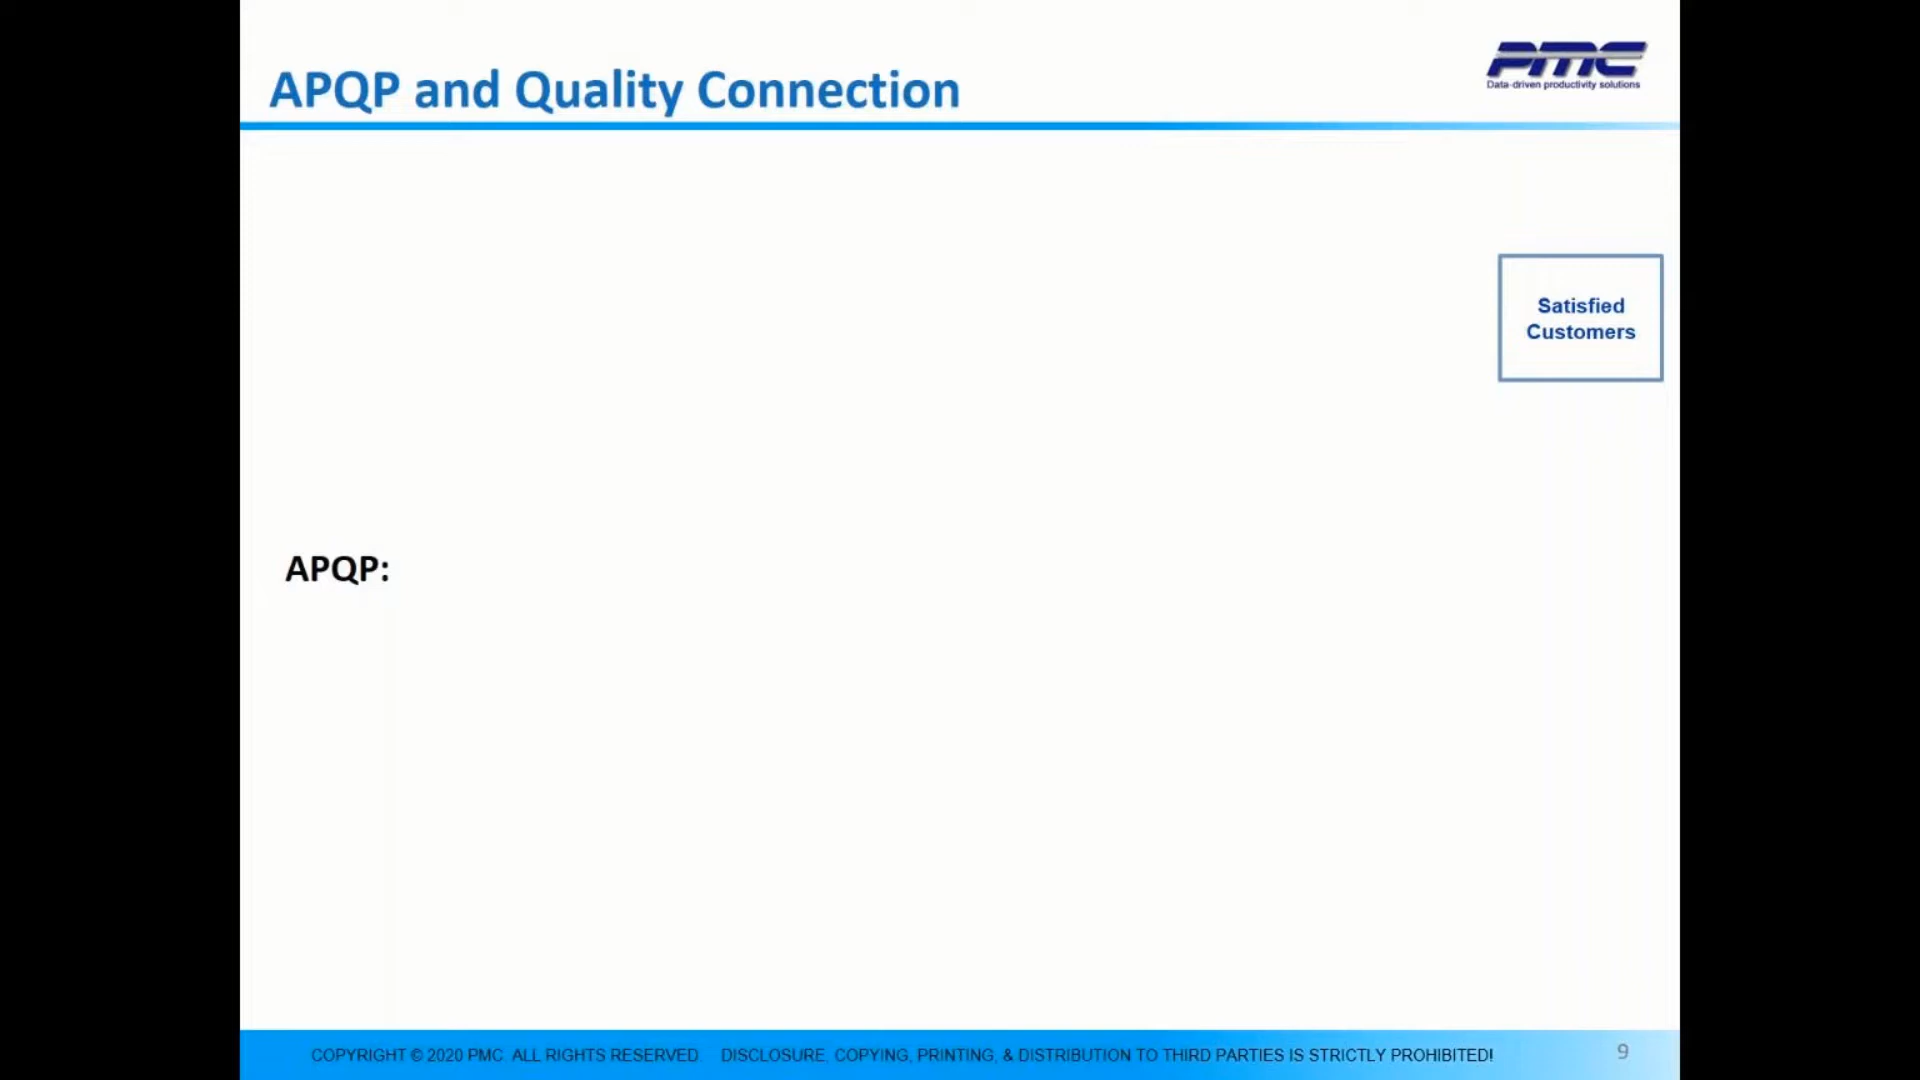 APQP and Quality Connection
PMC
Data-driven productivity solutions
Satisfied
Customers
APQP:
COPYRIGHT © 2020 PMC. ALL RIGHTS RESERVED. DISCLOSURE, COPYING, PRINTING, & DISTRIBUTION TO THIRD PARTIES IS STRICTLY PROHIBITED!
9